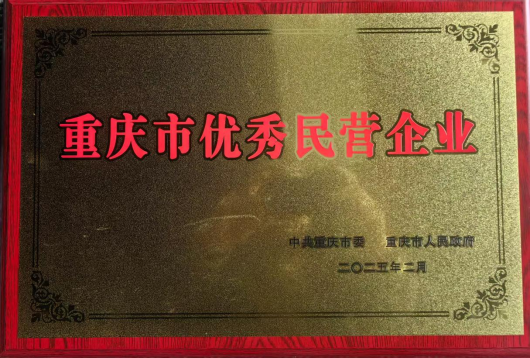 重庆市优秀民营企业
中共重庆市委 重庆市人民政府
二〇二五年二月